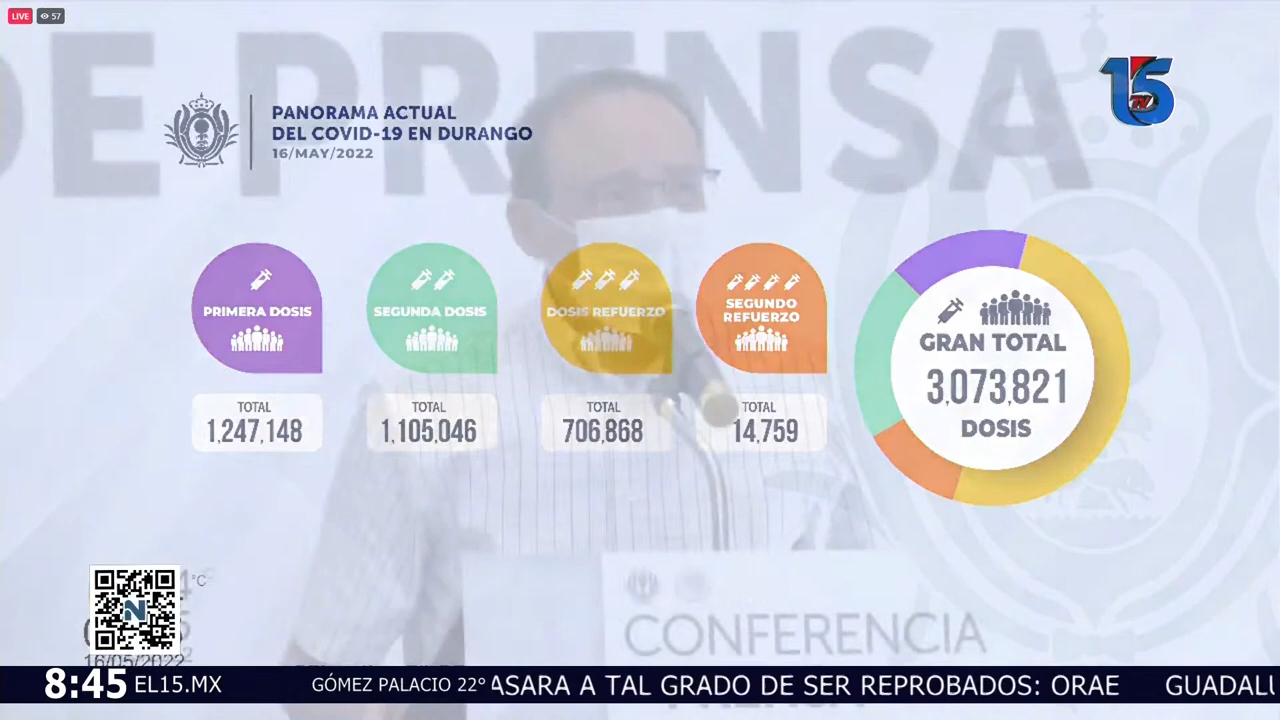 LIVE
57
DE PRENSA
15
TV
PANORAMA ACTUAL
DEL COVID-19 EN DURANGO
16/MAY/2022
PRIMERA DOSIS
TOTAL
1,247,148
SEGUNDA DOSIS
TOTAL
1,105,046
DOSIS REFUERZO
TOTAL
706,868
SEGUNDO
REFUERZO
TOTAL
14,759
GRAN TOTAL
3,073,821
DOSIS
CONFERENCIA
PRENSA
°C
N
16/05/2022
8:45 EL15.MX
GÓMEZ PALACIO 22°
ASARA A TAL GRADO DE SER REPROBADOS: ORAE
GUADALU